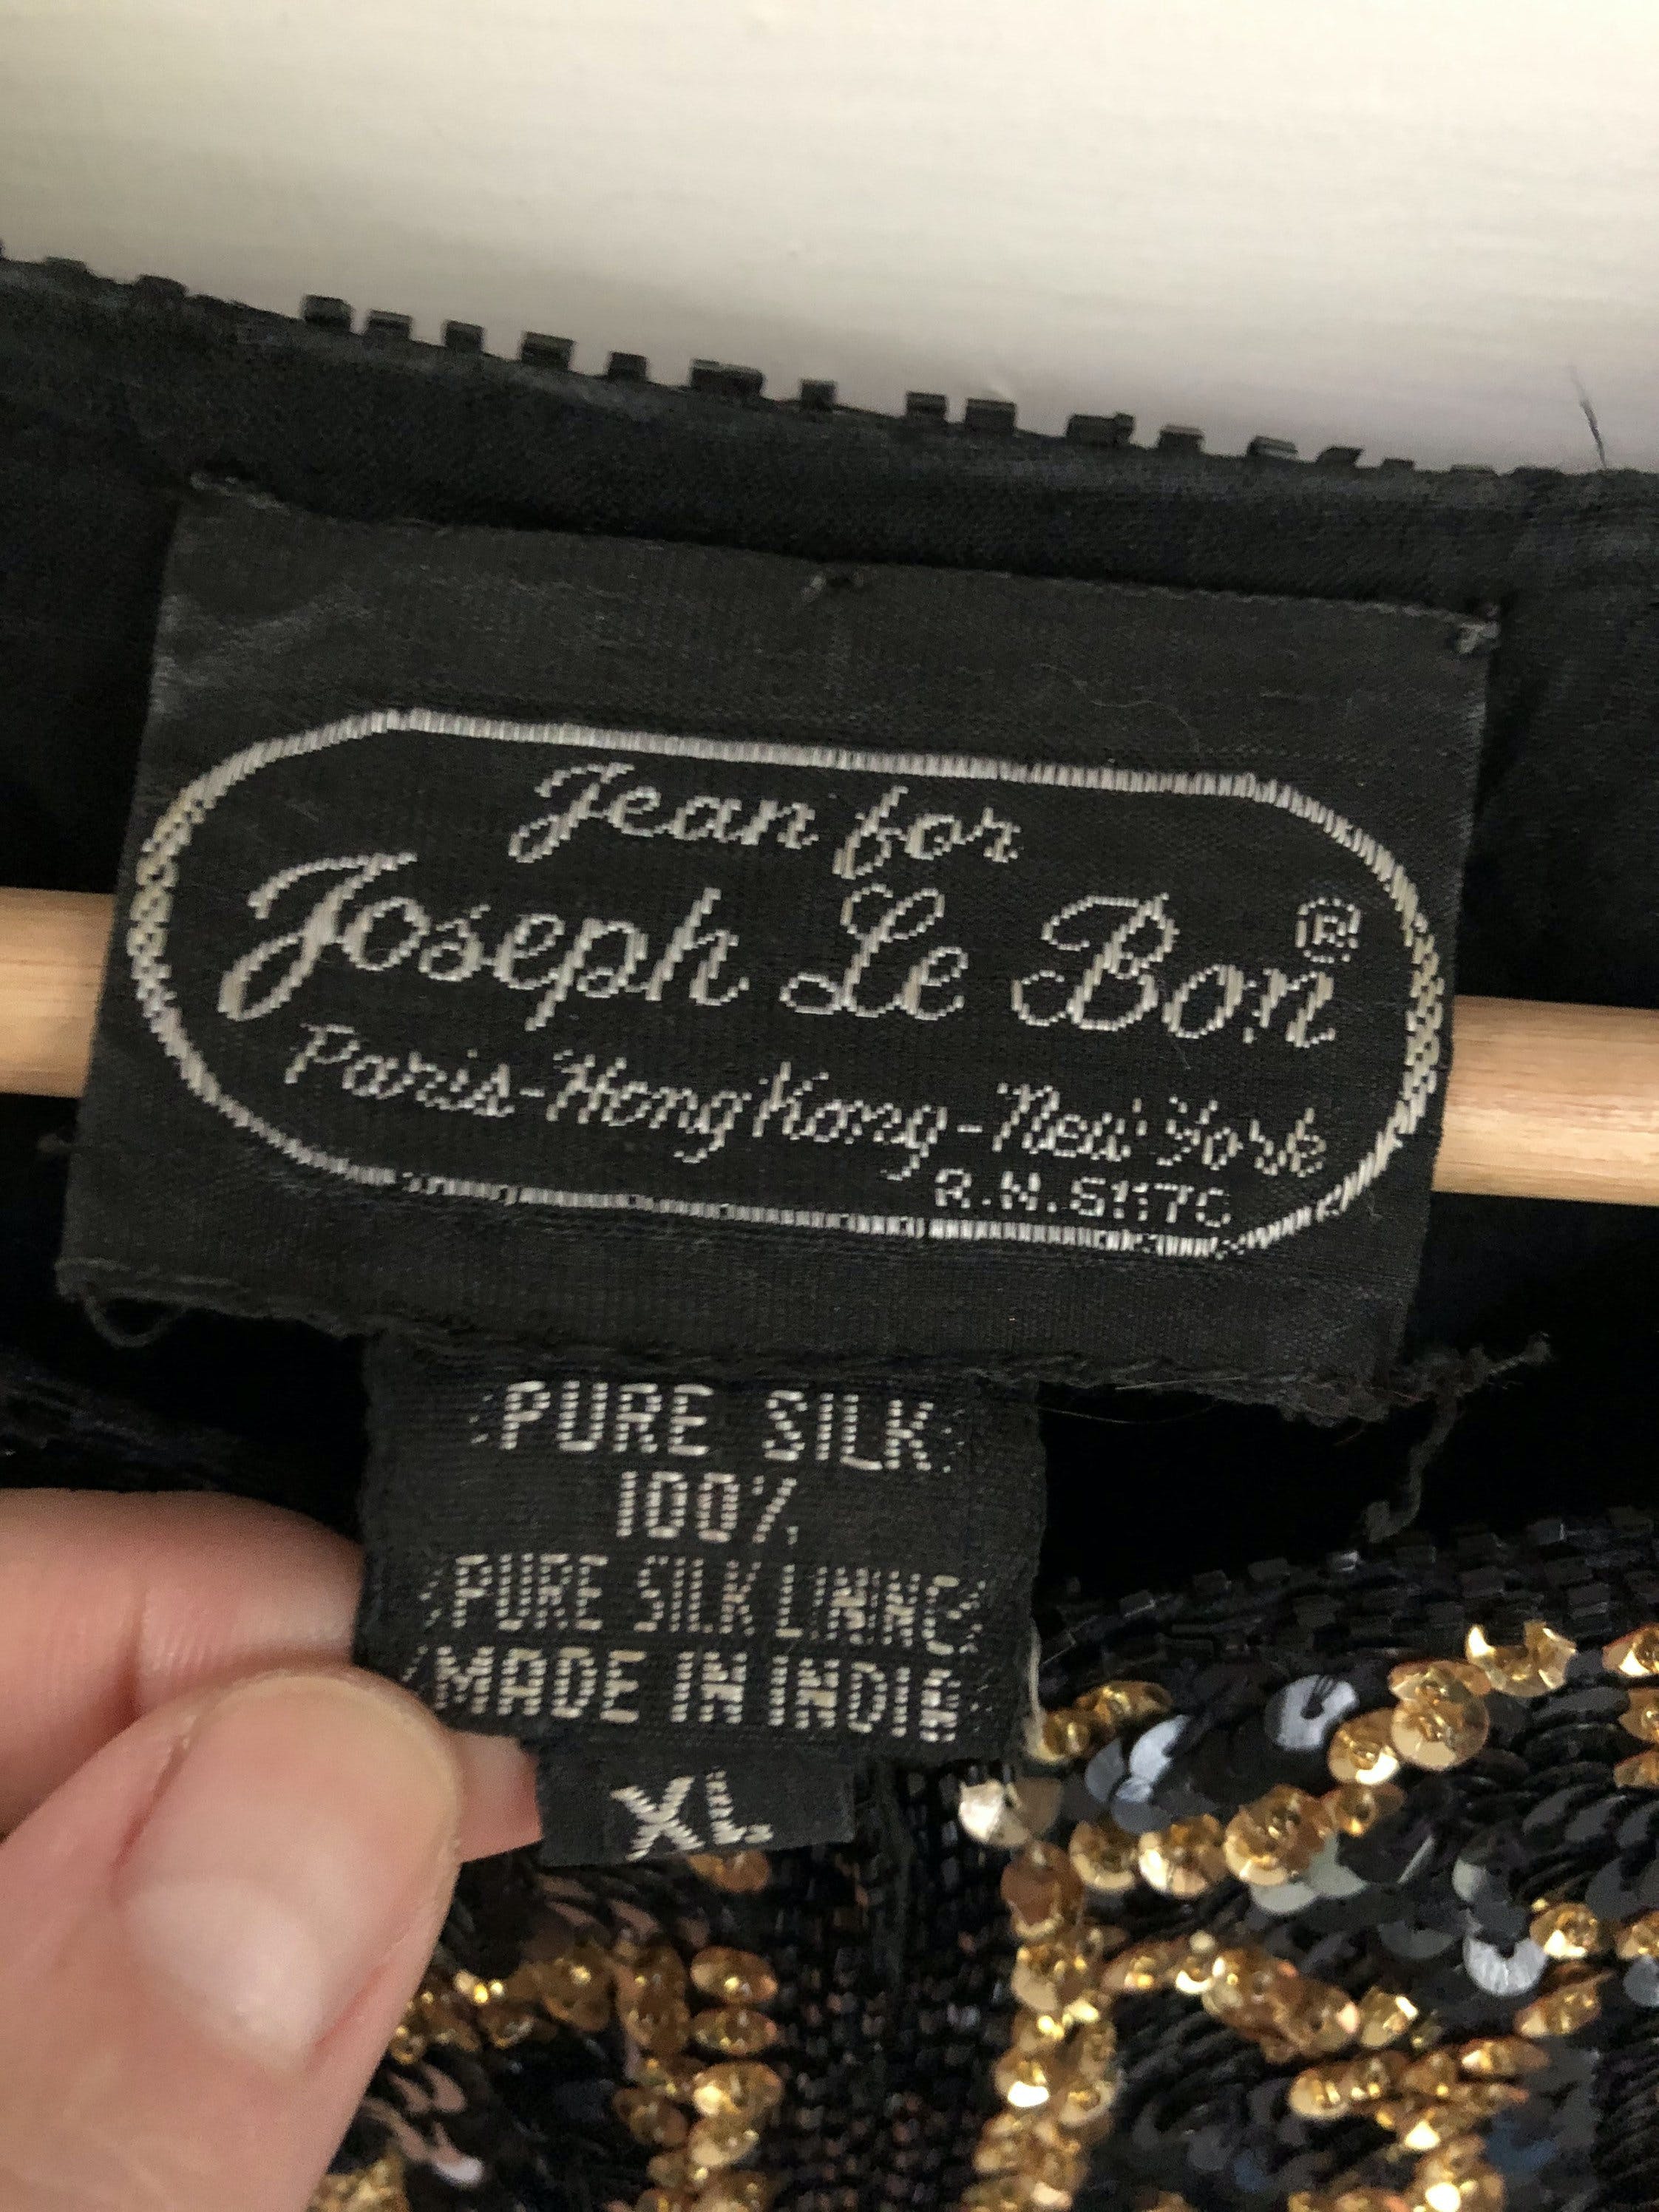 Jean for
Joseph Le Bon ®
Paris-Hong Kong-New York
PURE SILK
100%
PURE SILK LINING
MADE IN INDIA
XL